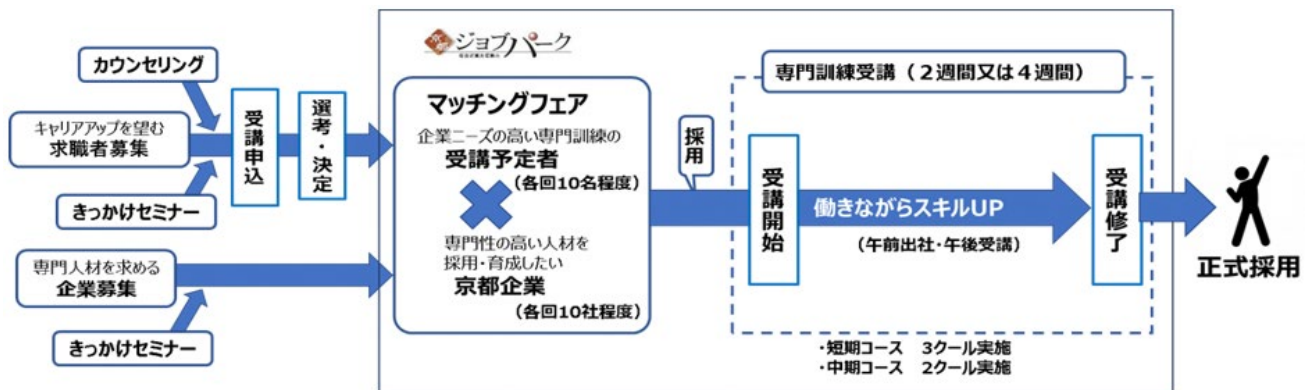 京都ジョブパーク
カウンセリング
キャリアアップを望む
求職者募集
きっかけセミナー
専門人材を求める
企業募集
きっかけセミナー
受講申込
選考・決定
マッチングフェア
企業ニーズの高い専門訓練の
受講予定者
(各回10名程度)
専門性の高い人材を
採用・育成したい
京都企業
(各回10社程度)
採用
専門訓練受講(2週間又は4週間)
受講開始
働きながらスキルUP
(午前出社・午後受講)
受講修了
・短期コース 3クール実施
・中期コース 2クール実施
正式採用